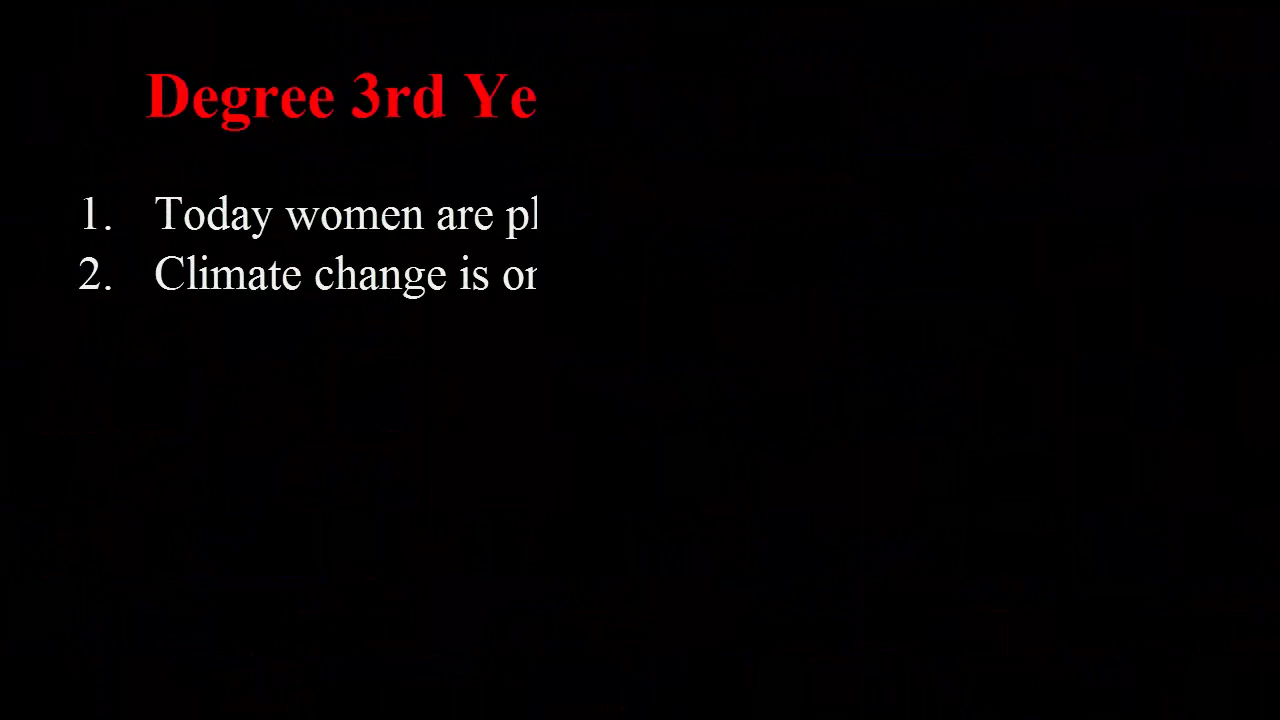 Degree 3rd Ye
1. Today women are pl
2. Climate change is or